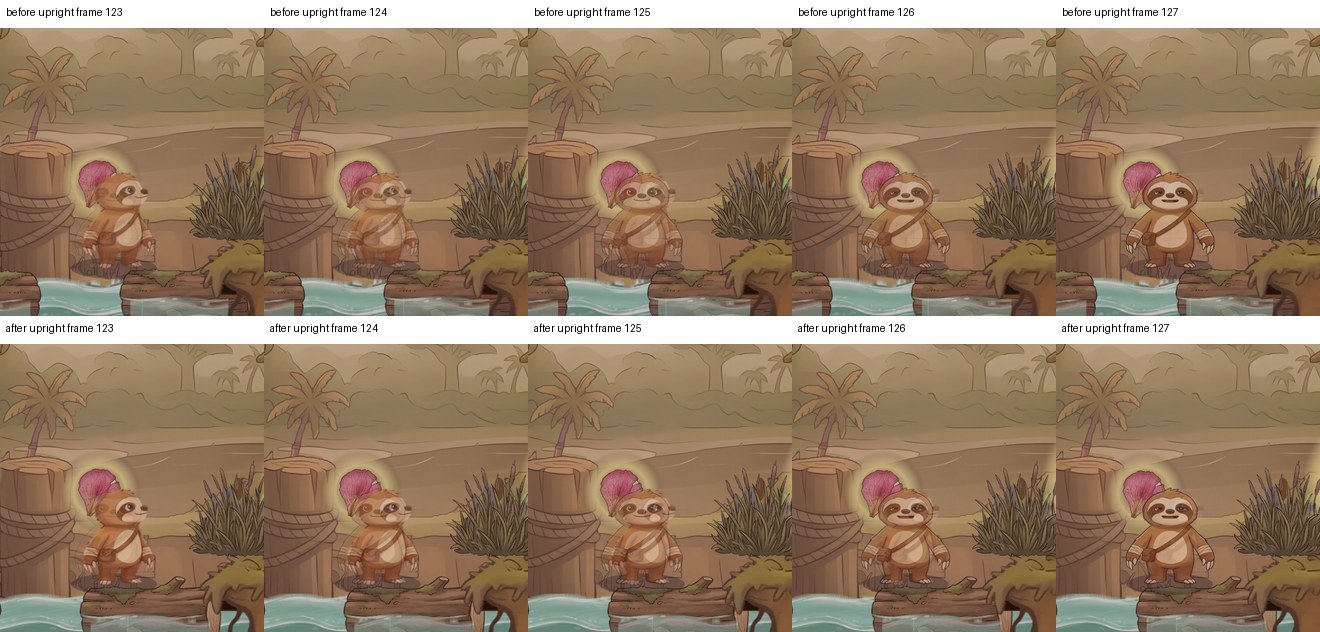 before upright frame 123
before upright frame 124
before upright frame 125
before upright frame 126
before upright frame 127
after upright frame 123
after upright frame 124
after upright frame 125
after upright frame 126
after upright frame 127